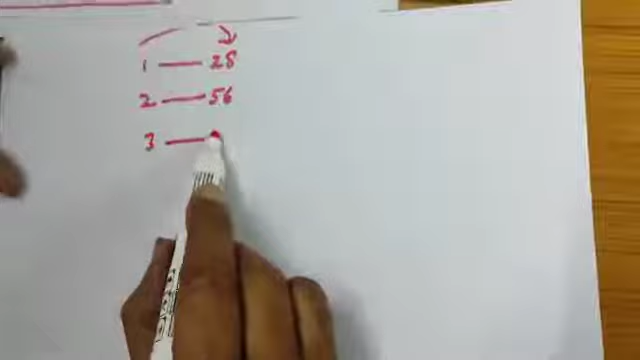 1 — 28
2 — 56
3 —